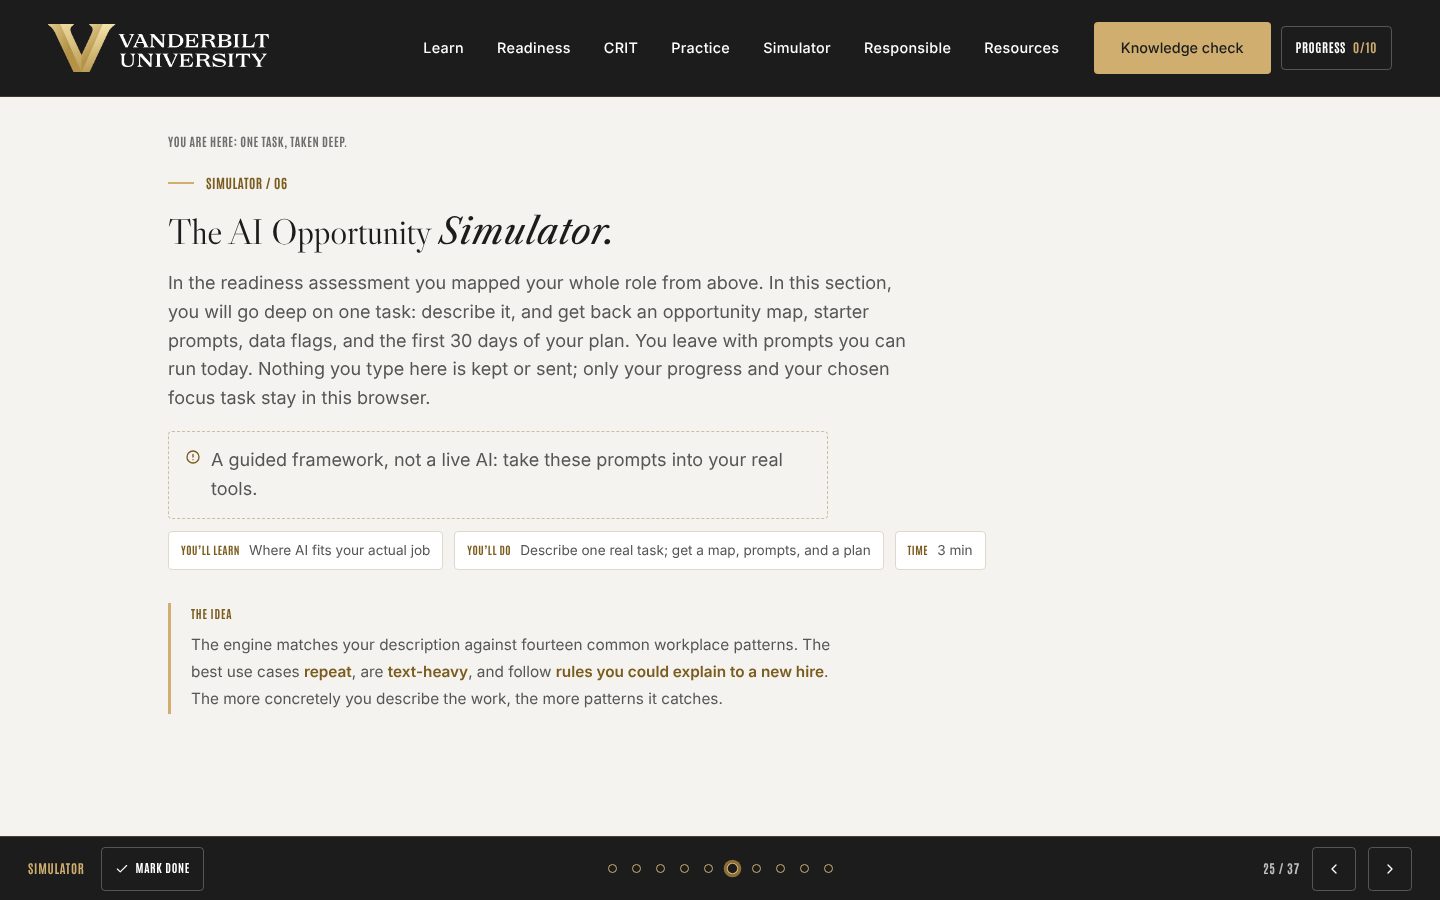 VANDERBILT
UNIVERSITY
Learn
Readiness
CRIT
Practice
Simulator
Responsible
Resources
Knowledge check
PROGRESS 0/10
YOU ARE HERE: ONE TASK, TAKEN DEEP.
SIMULATOR / 06
The AI Opportunity Simulator.
In the readiness assessment you mapped your whole role from above. In this section,
you will go deep on one task: describe it, and get back an opportunity map, starter
prompts, data flags, and the first 30 days of your plan. You leave with prompts you can
run today. Nothing you type here is kept or sent; only your progress and your chosen
focus task stay in this browser.
A guided framework, not a live AI: take these prompts into your real
tools.
YOU'LL LEARN Where AI fits your actual job
YOU'LL DO Describe one real task; get a map, prompts, and a plan
TIME 3 min
THE IDEA
The engine matches your description against fourteen common workplace patterns. The
best use cases repeat, are text-heavy, and follow rules you could explain to a new hire.
The more concretely you describe the work, the more patterns it catches.
SIMULATOR
MARK DONE
25 / 37